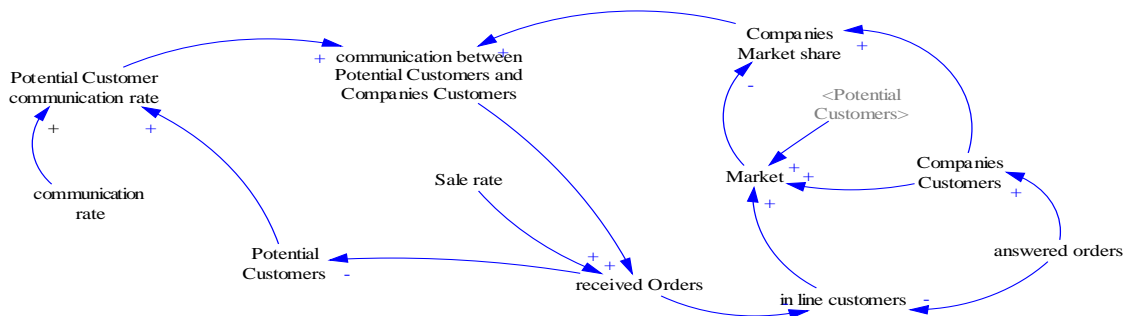 Companies
Market share
+
communication between
Potential Customers and
Companies Customers
+
+
Potential Customer
communication rate
+
+
-
<Potential
Customers>
Companies
Customers
+
Market
+
+
+
Sale rate
communication
rate
Potential
Customers
-
+
+
received Orders
answered orders
in line customers
-